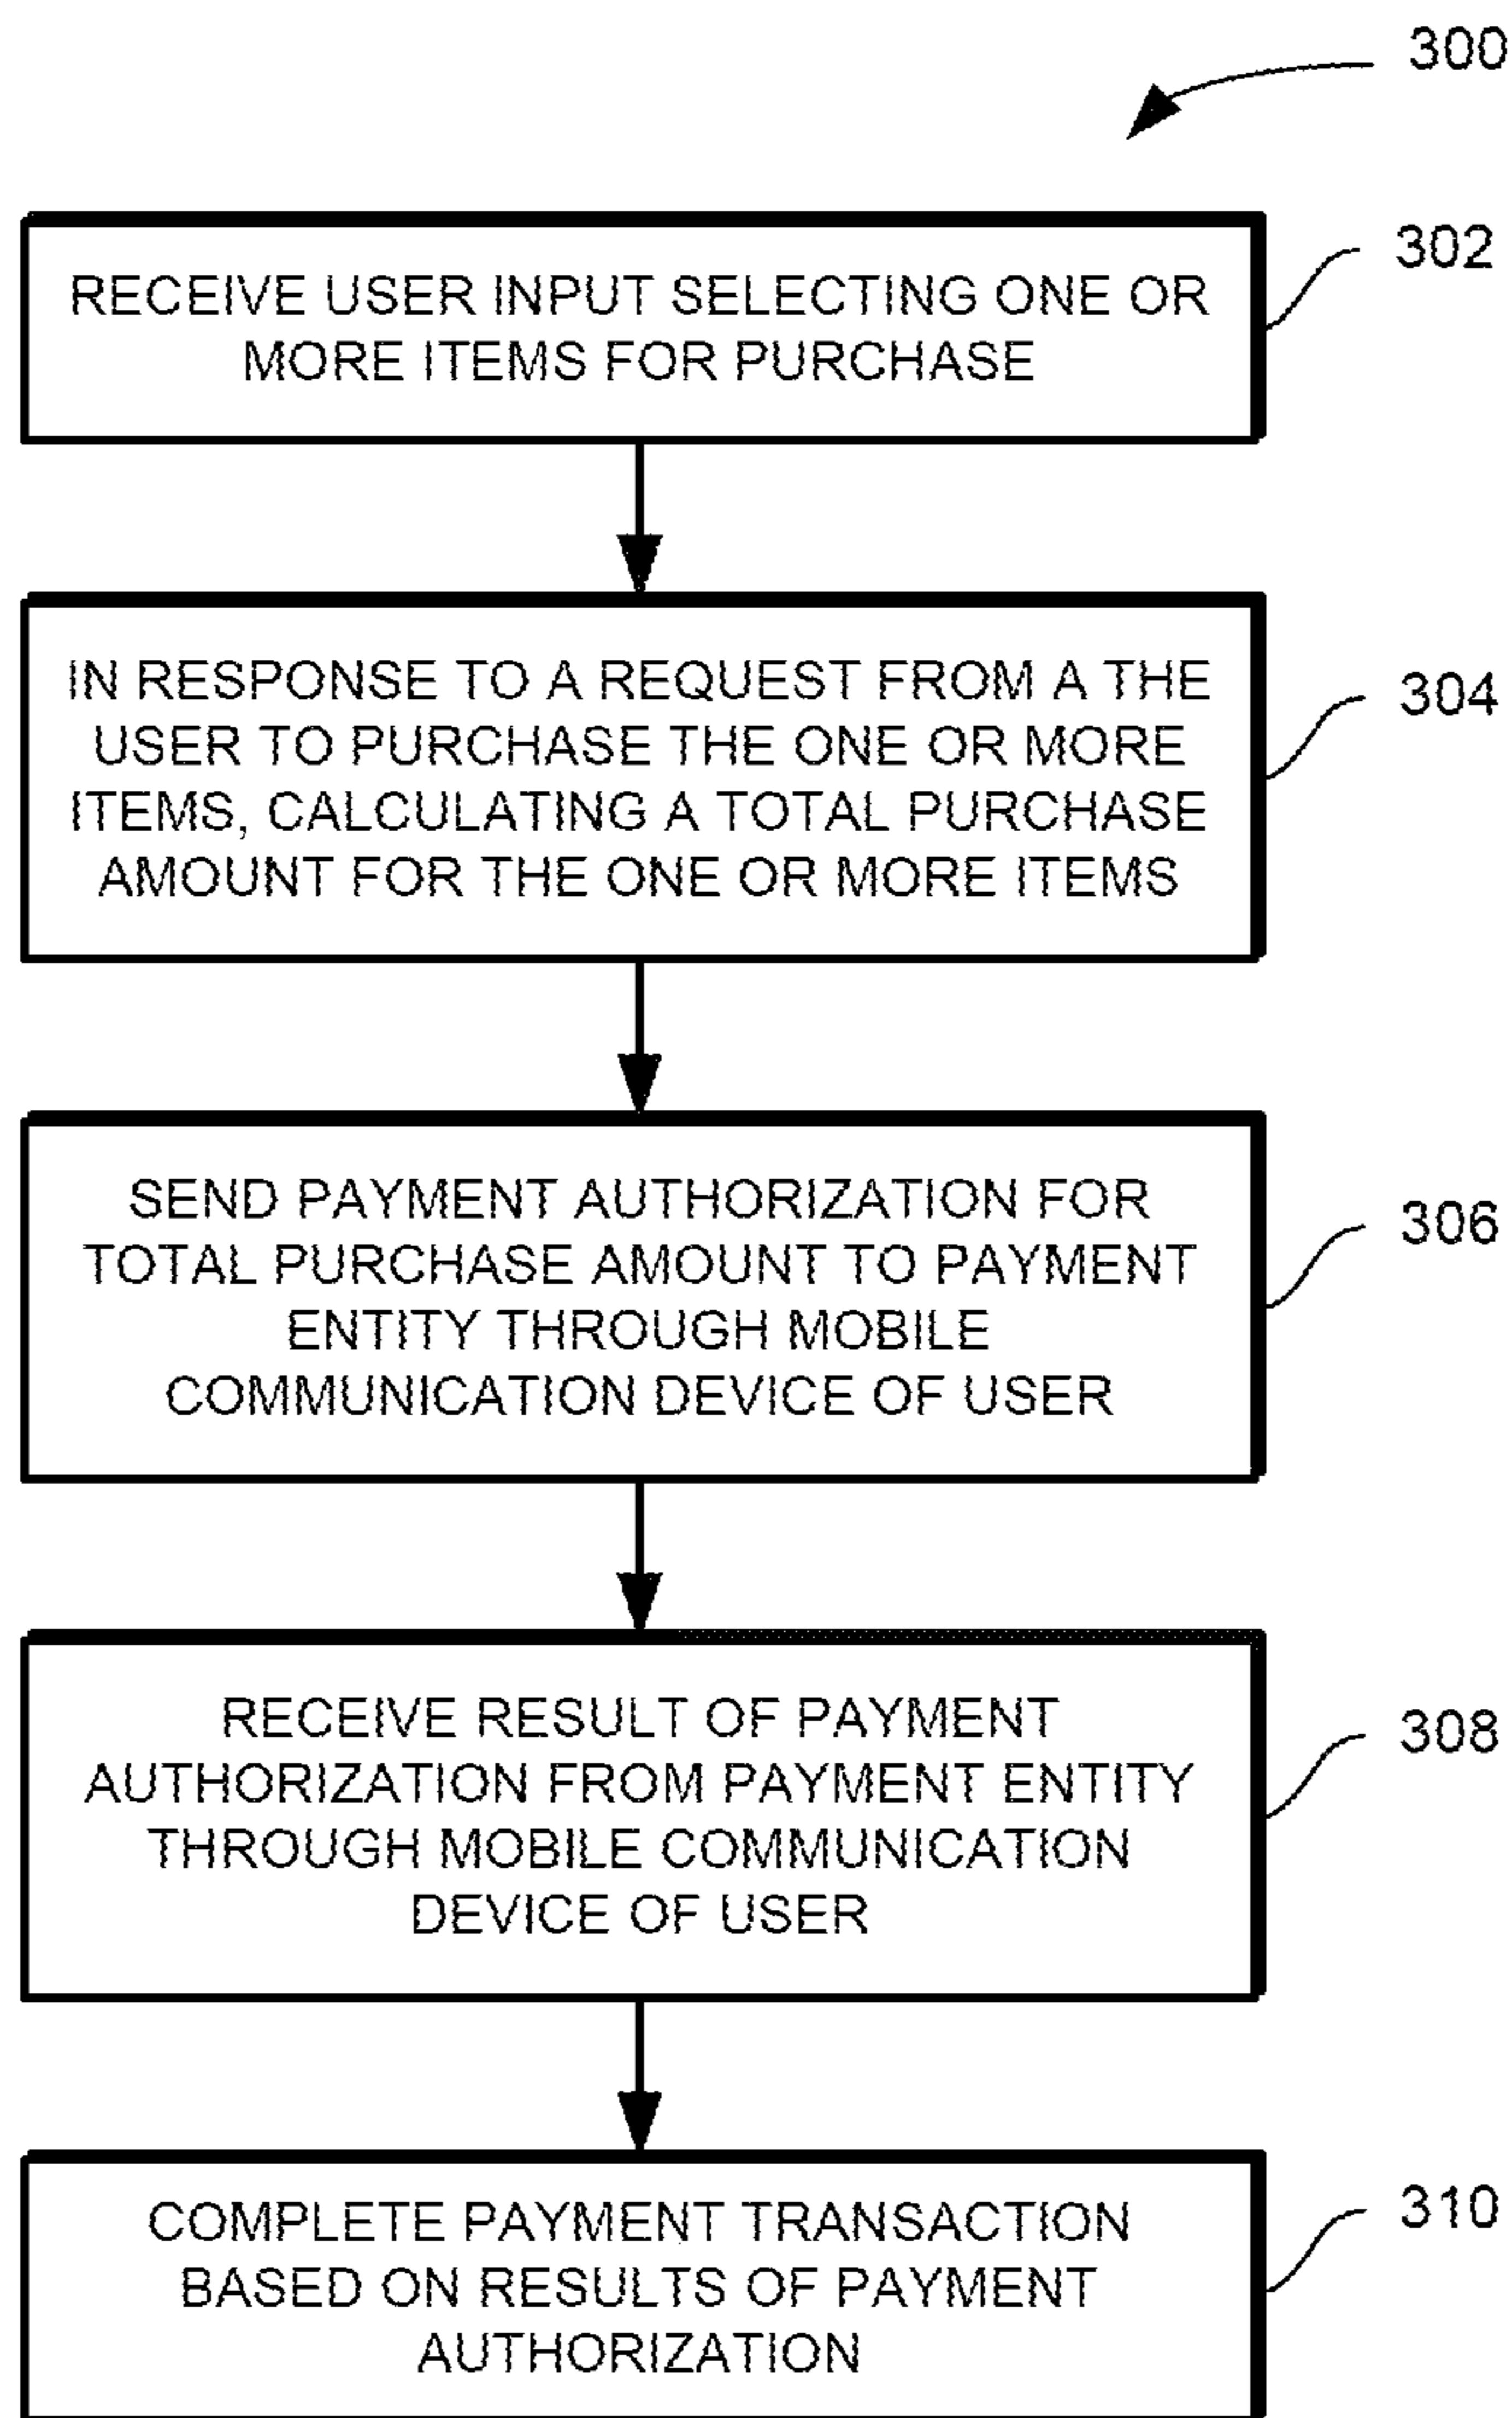 300
RECEIVE USER INPUT SELECTING ONE OR
MORE ITEMS FOR PURCHASE
302
IN RESPONSE TO A REQUEST FROM A THE
USER TO PURCHASE THE ONE OR MORE
ITEMS, CALCULATING A TOTAL PURCHASE
AMOUNT FOR THE ONE OR MORE ITEMS
304
SEND PAYMENT AUTHORIZATION FOR
TOTAL PURCHASE AMOUNT TO PAYMENT
ENTITY THROUGH MOBILE
COMMUNICATION DEVICE OF USER
306
RECEIVE RESULT OF PAYMENT
AUTHORIZATION FROM PAYMENT ENTITY
THROUGH MOBILE COMMUNICATION
DEVICE OF USER
308
COMPLETE PAYMENT TRANSACTION
BASED ON RESULTS OF PAYMENT
AUTHORIZATION
310